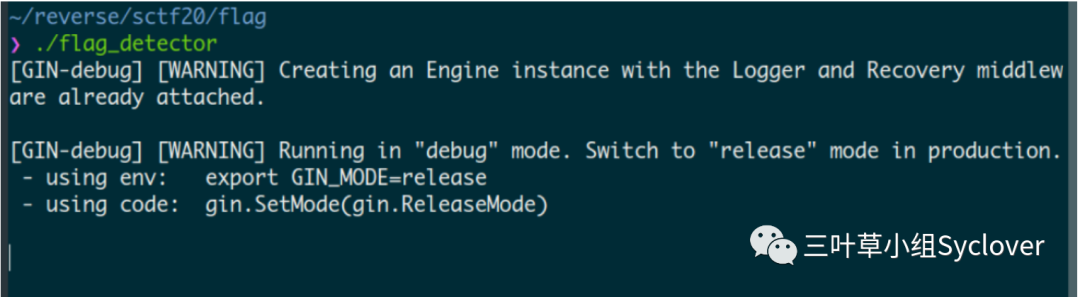 ~/reverse/sctf20/flag
❯ ./flag_detector
[GIN-debug] [WARNING] Creating an Engine instance with the Logger and Recovery middlew
are already attached.
[GIN-debug] [WARNING] Running in "debug" mode. Switch to "release" mode in production.
 - using env:   export GIN_MODE=release
 - using code:  gin.SetMode(gin.ReleaseMode)
三叶草小组Syclover